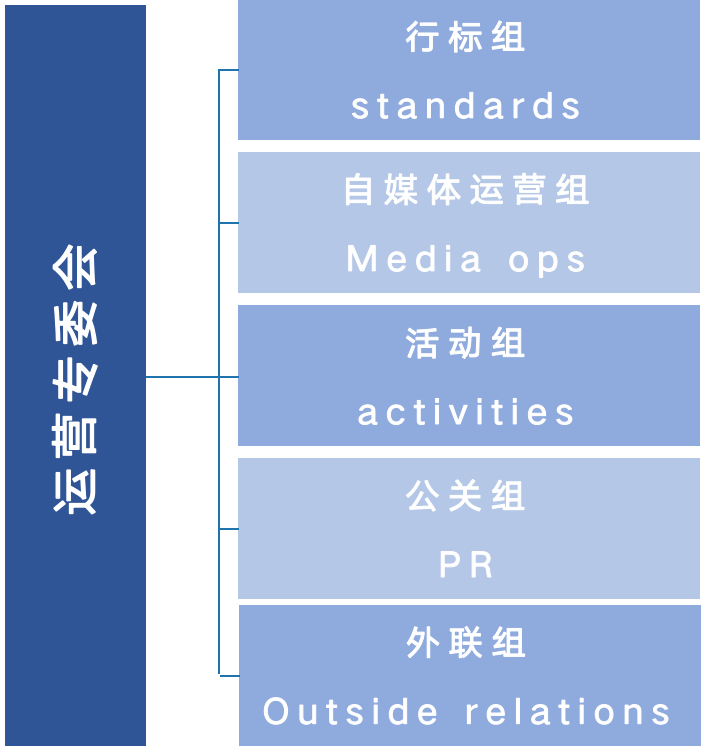 运营专委会
行标组
standards
自媒体运营组
Media ops
活动组
activities
公关组
PR
外联组
Outside relations